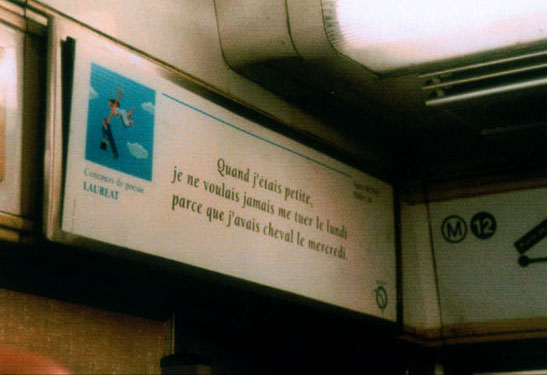 Concours de poésie
LAUREAT
Quand j'étais petite,
je ne voulais jamais me tuer le lundi
parce que j'avais cheval le mercredi.
M 12